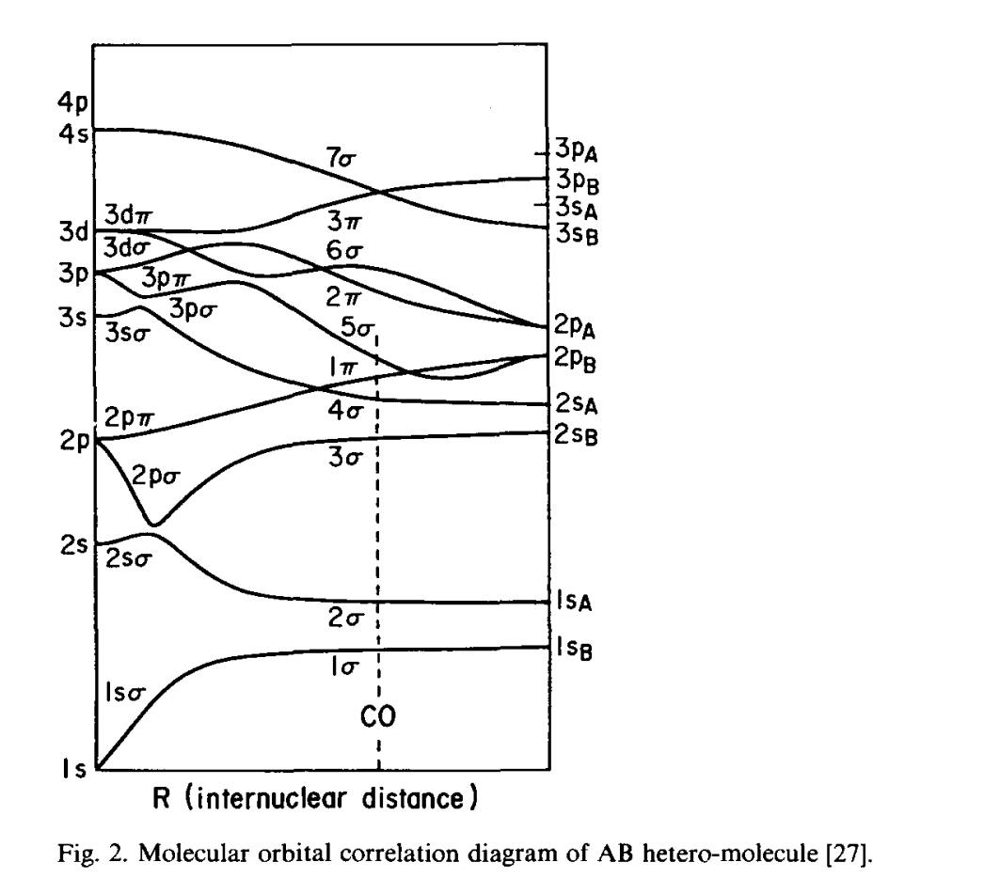 4p
4s
7σ
3pA
3pB
3sA
3sB
3dπ
3d
3π
3dσ
6σ
3p
3pπ
2π
3pσ
3s
3sσ
5σ
2pA
2pB
1π
2sA
4σ
2pπ
2p
2sB
3σ
2pσ
2s
2sσ
1sA
2σ
1sB
1σ
1sσ
CO
1s
R (internuclear distance)
Fig. 2. Molecular orbital correlation diagram of AB hetero-molecule [27].